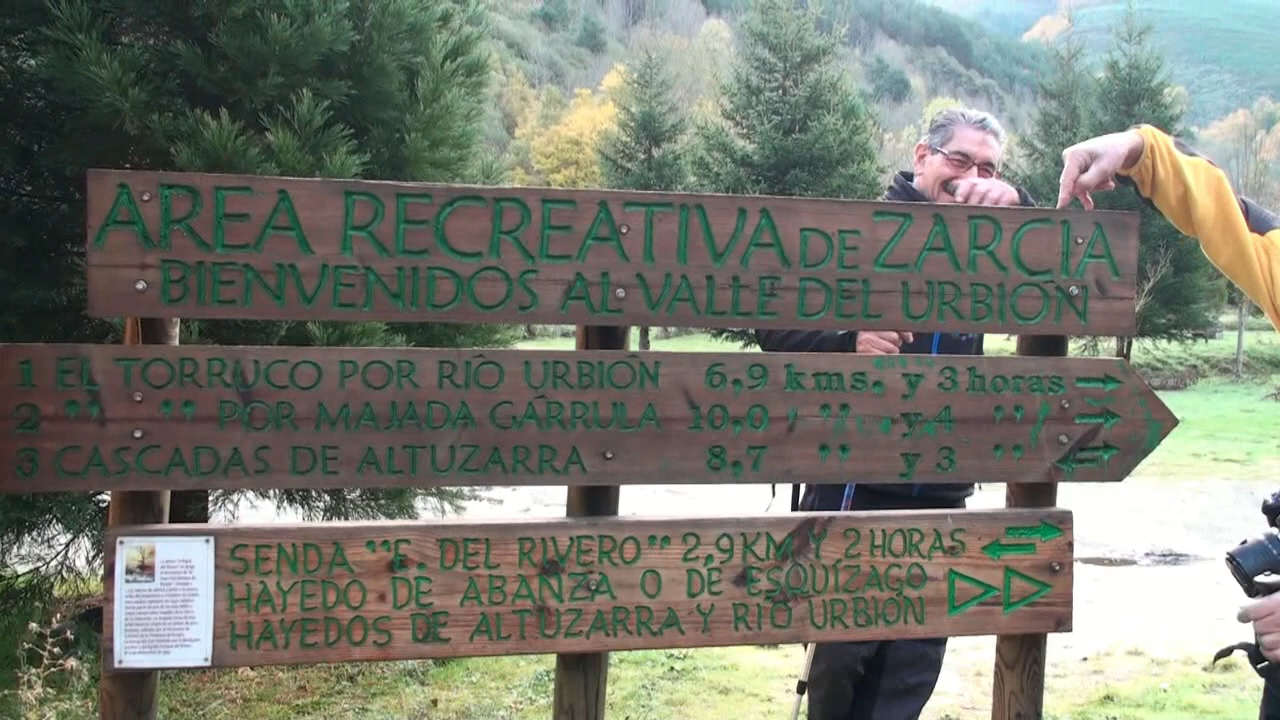 AREA RECREATIVA DE ZARCIA
BIENVENIDOS AL VALLE DEL URBIÓN
1 EL TORRUCO POR RÍO URBIÓN 6,9 kms. y 3 horas
2 " " POR MAJADA GÁRRULA 10,0 " y 4 "
3 CASCADAS DE ALTUZARRA 8,7 " y 3 "
SENDA "E. DEL RIVERO" 2,9 KM Y 2 HORAS
HAYEDO DE ABANZA O DE ESQUÍZAGO
HAYEDOS DE ALTUZARRA Y RÍO URBIÓN